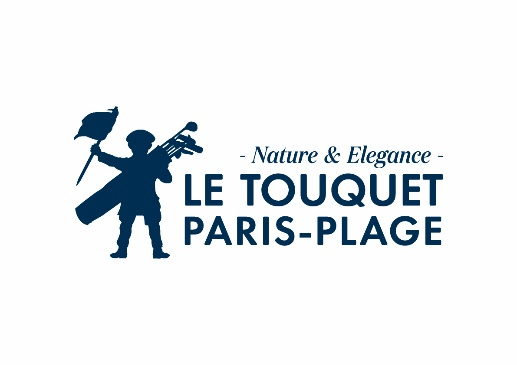 - Nature & Elegance -
LE TOUQUET
PARIS-PLAGE